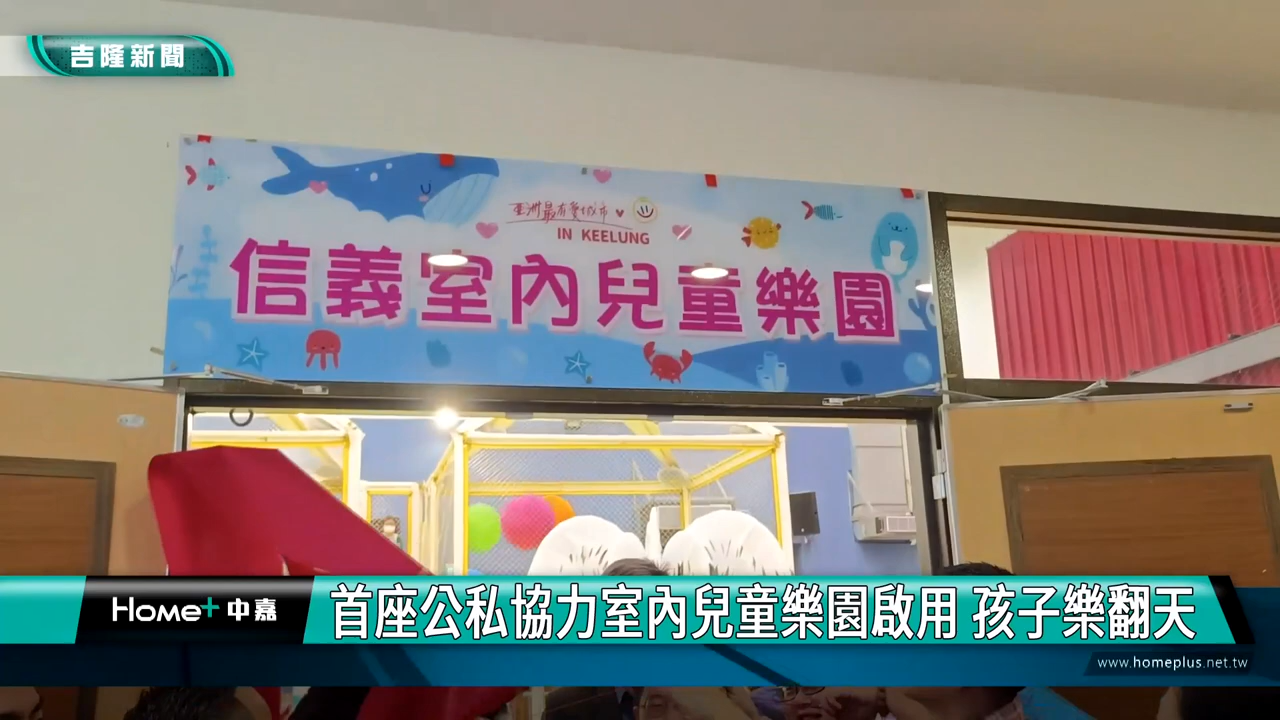 吉隆新聞
亞洲最有愛城市
IN KEELUNG
信義室內兒童樂園
Home+ 中嘉
首座公私協力室內兒童樂園啟用 孩子樂翻天
www.homeplus.net.tw